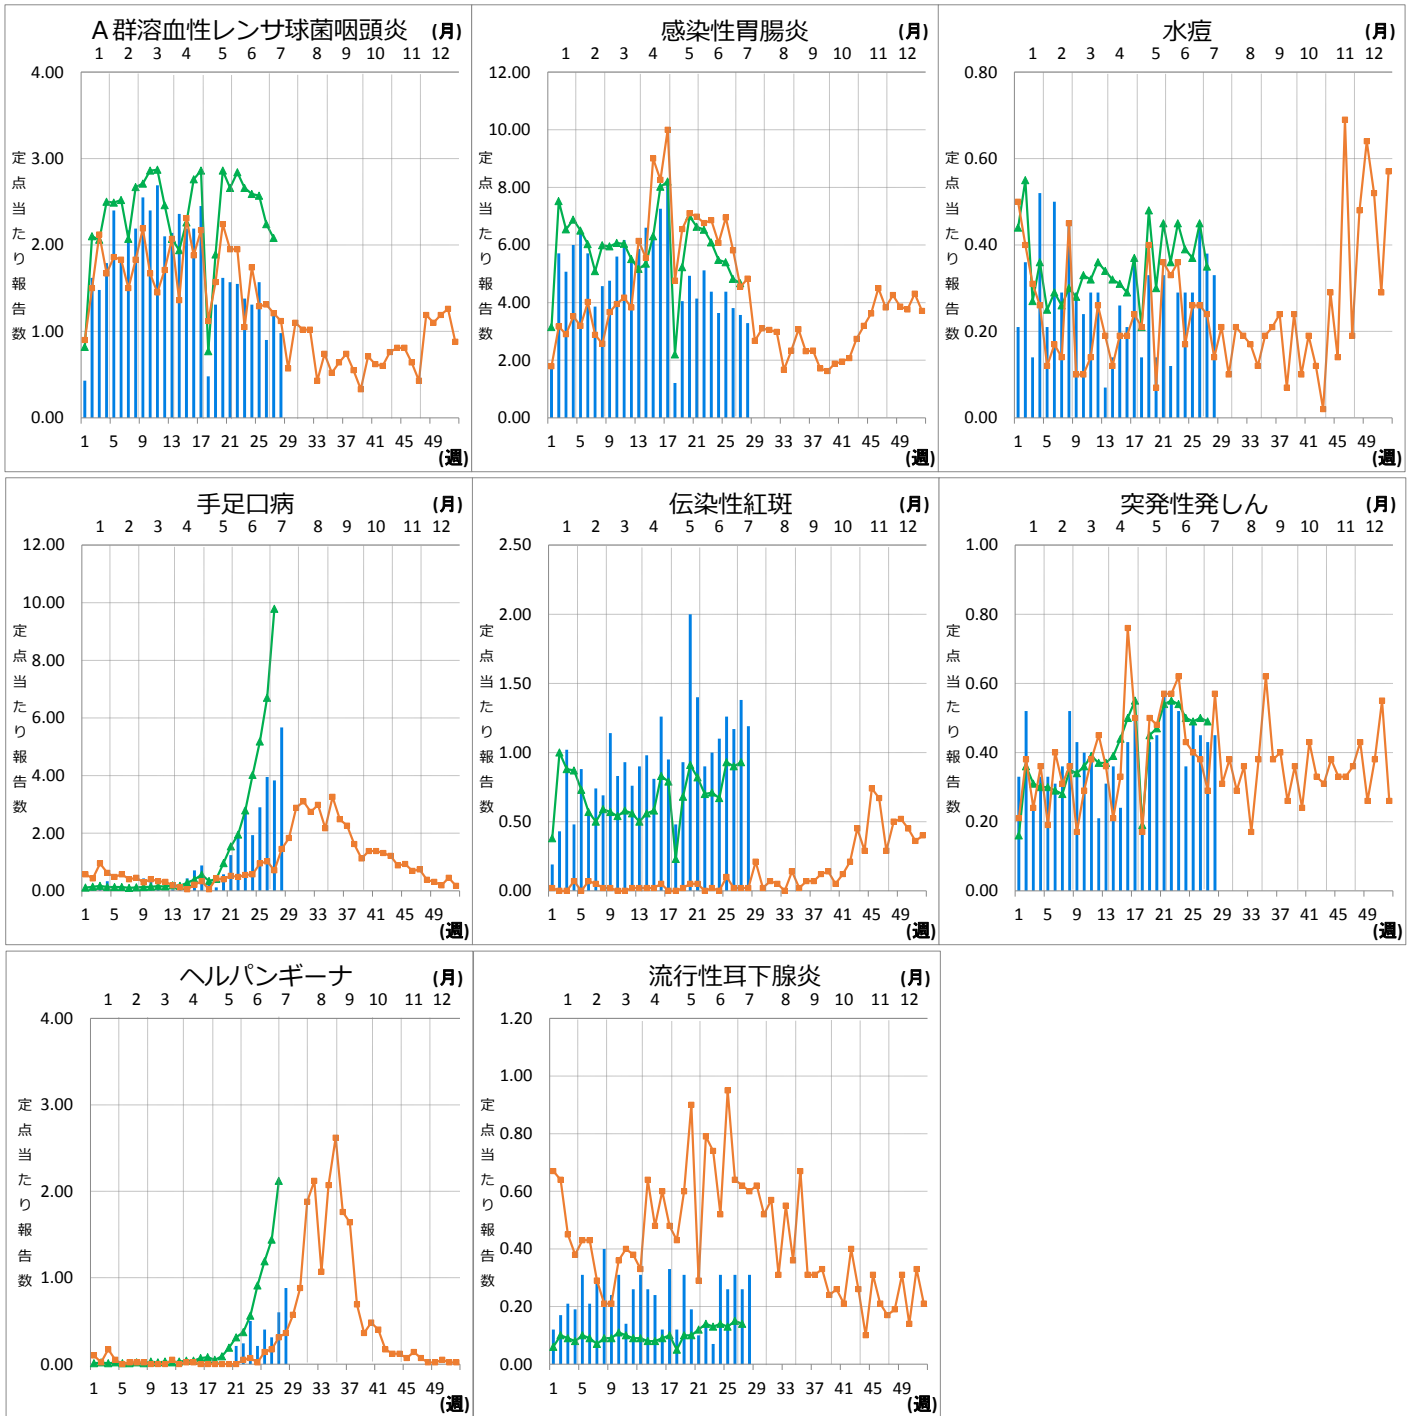 A群溶血性レンサ球菌咽頭炎 (月)
1 2 3 4 5 6 7 8 9 10 11 12
定点当たり報告数
4.00
3.00
2.00
1.00
0.00
1 5 9 13 17 21 25 29 33 37 41 45 49
(週)
感染性胃腸炎 (月)
1 2 3 4 5 6 7 8 9 10 11 12
定点当たり報告数
12.00
10.00
8.00
6.00
4.00
2.00
0.00
1 5 9 13 17 21 25 29 33 37 41 45 49
(週)
水痘 (月)
1 2 3 4 5 6 7 8 9 10 11 12
定点当たり報告数
0.80
0.60
0.40
0.20
0.00
1 5 9 13 17 21 25 29 33 37 41 45 49
(週)
手足口病 (月)
1 2 3 4 5 6 7 8 9 10 11 12
定点当たり報告数
12.00
10.00
8.00
6.00
4.00
2.00
0.00
1 5 9 13 17 21 25 29 33 37 41 45 49
(週)
伝染性紅斑 (月)
1 2 3 4 5 6 7 8 9 10 11 12
定点当たり報告数
2.50
2.00
1.50
1.00
0.50
0.00
1 5 9 13 17 21 25 29 33 37 41 45 49
(週)
突発性発しん (月)
1 2 3 4 5 6 7 8 9 10 11 12
定点当たり報告数
1.00
0.80
0.60
0.40
0.20
0.00
1 5 9 13 17 21 25 29 33 37 41 45 49
(週)
ヘルパンギーナ (月)
1 2 3 4 5 6 7 8 9 10 11 12
定点当たり報告数
4.00
3.00
2.00
1.00
0.00
1 5 9 13 17 21 25 29 33 37 41 45 49
(週)
流行性耳下腺炎 (月)
1 2 3 4 5 6 7 8 9 10 11 12
定点当たり報告数
1.20
1.00
0.80
0.60
0.40
0.20
0.00
1 5 9 13 17 21 25 29 33 37 41 45 49
(週)